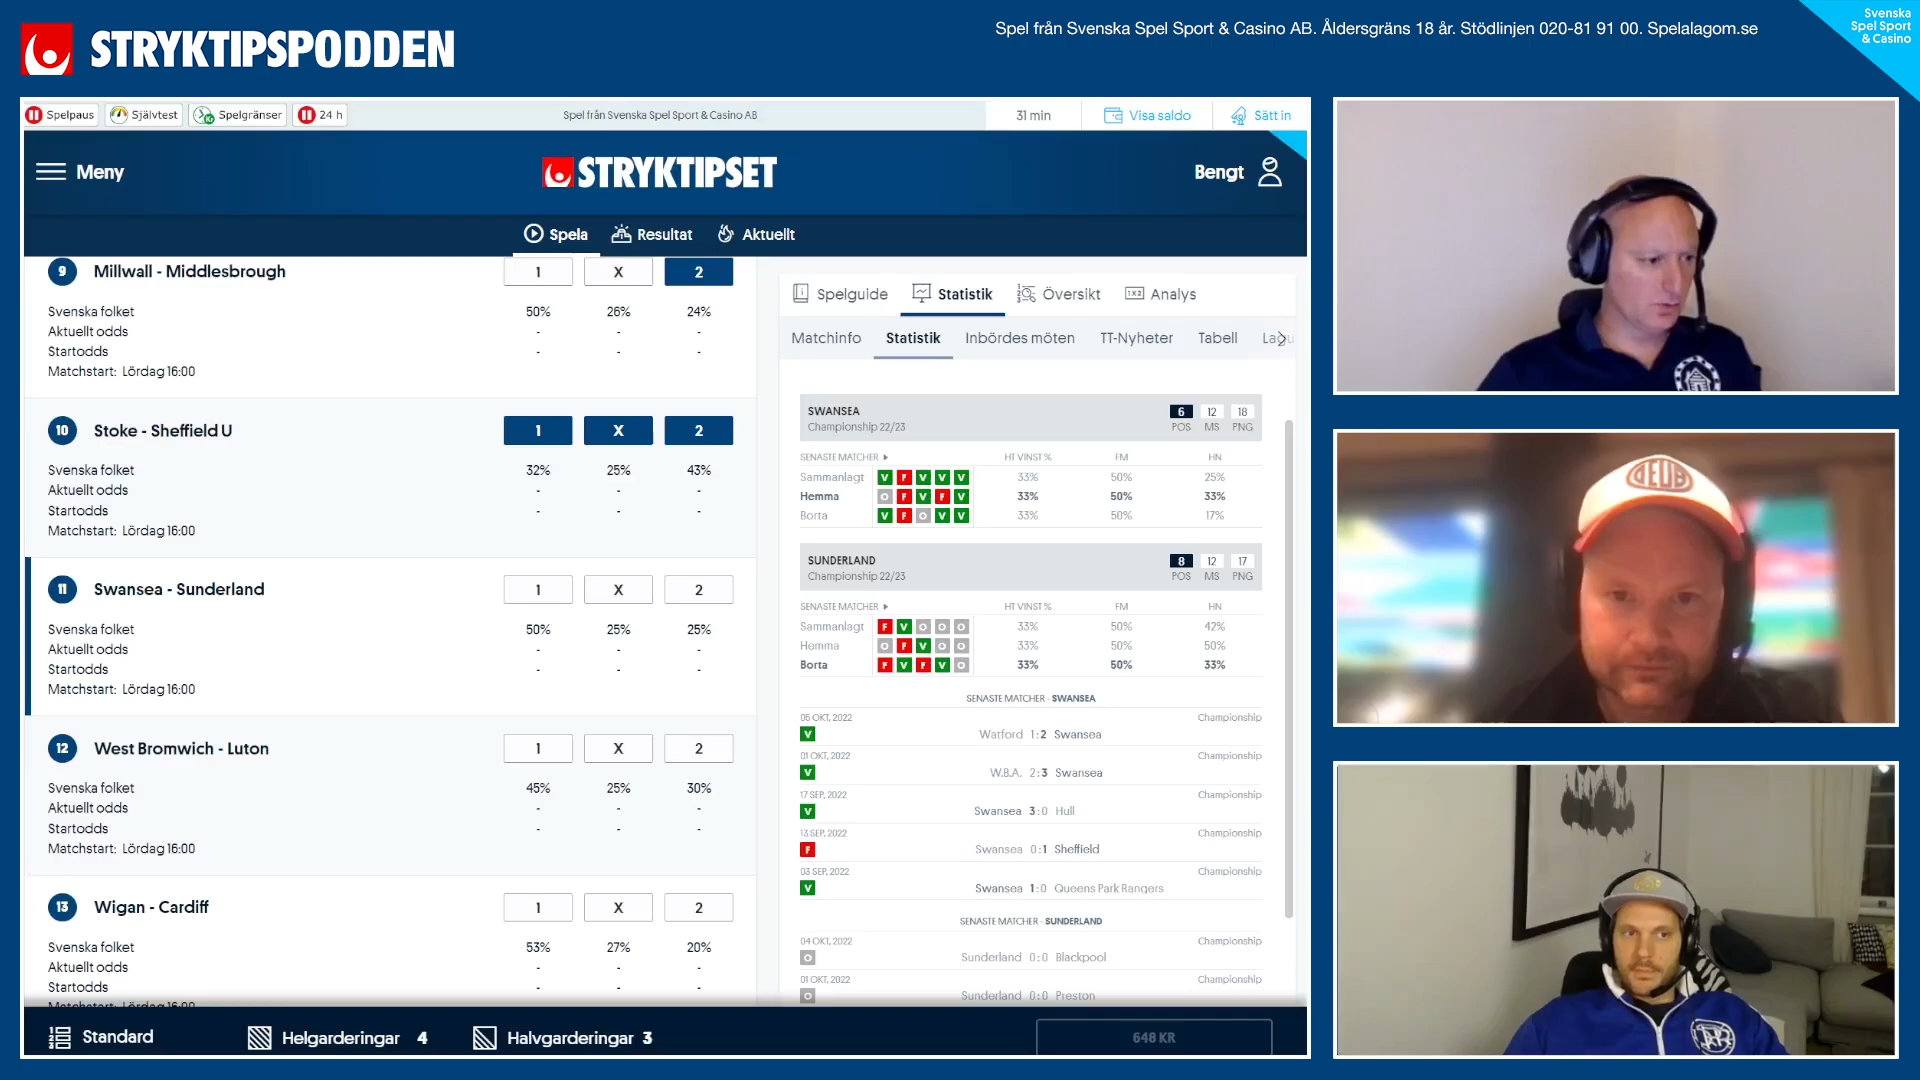 STRYKTIPSPODDEN
Spel från Svenska Spel Sport & Casino AB. Åldersgräns 18 år. Stödlinjen 020-81 91 00. Spelalagom.se
Svenska
Spel Sport
& Casino
Spelpaus
Självtest
Spelgränser
24 h
Spel från Svenska Spel Sport & Casino AB
31 min
Visa saldo
Sätt in
Meny
STRYKTIPSET
Bengt
Spela
Resultat
Aktuellt
9 Millwall - Middlesbrough 1 X 2
Svenska folket 50% 26% 24%
Aktuellt odds - - -
Startodds - - -
Matchstart: Lördag 16:00
10 Stoke - Sheffield U 1 X 2
Svenska folket 32% 25% 43%
Aktuellt odds - - -
Startodds - - -
Matchstart: Lördag 16:00
11 Swansea - Sunderland 1 X 2
Svenska folket 50% 25% 25%
Aktuellt odds - - -
Startodds - - -
Matchstart: Lördag 16:00
12 West Bromwich - Luton 1 X 2
Svenska folket 45% 25% 30%
Aktuellt odds - - -
Startodds - - -
Matchstart: Lördag 16:00
13 Wigan - Cardiff 1 X 2
Svenska folket 53% 27% 20%
Aktuellt odds - - -
Startodds - - -
Matchstart: Lördag 16:00
Spelguide Statistik Översikt Analys
Matchinfo Statistik Inbördes möten TT-Nyheter Tabell
SWANSEA 6 12 18
Championship 22/23 POS MS PNG
SENASTE MATCHER HT VINST % FM HN
Sammanlagt V F V V V 33% 50% 25%
Hemma O F V F V 33% 50% 33%
Borta V F O V V 33% 50% 17%
SUNDERLAND 8 12 17
Championship 22/23 POS MS PNG
SENASTE MATCHER HT VINST % FM HN
Sammanlagt F V O O O 33% 50% 42%
Hemma O F V O O 33% 50% 50%
Borta F V F V O 33% 50% 33%
SENASTE MATCHER - SWANSEA
05 OKT, 2022 Championship
V Watford 1:2 Swansea
01 OKT, 2022 Championship
V W.B.A. 2:3 Swansea
17 SEP, 2022 Championship
V Swansea 3:0 Hull
13 SEP, 2022 Championship
F Swansea 0:1 Sheffield
03 SEP, 2022 Championship
V Swansea 1:0 Queens Park Rangers
SENASTE MATCHER - SUNDERLAND
04 OKT, 2022 Championship
O Sunderland 0:0 Blackpool
01 OKT, 2022 Championship
O Sunderland 0:0 Preston
Standard
Helgarderingar 4
Halvgarderingar 3
648 KR